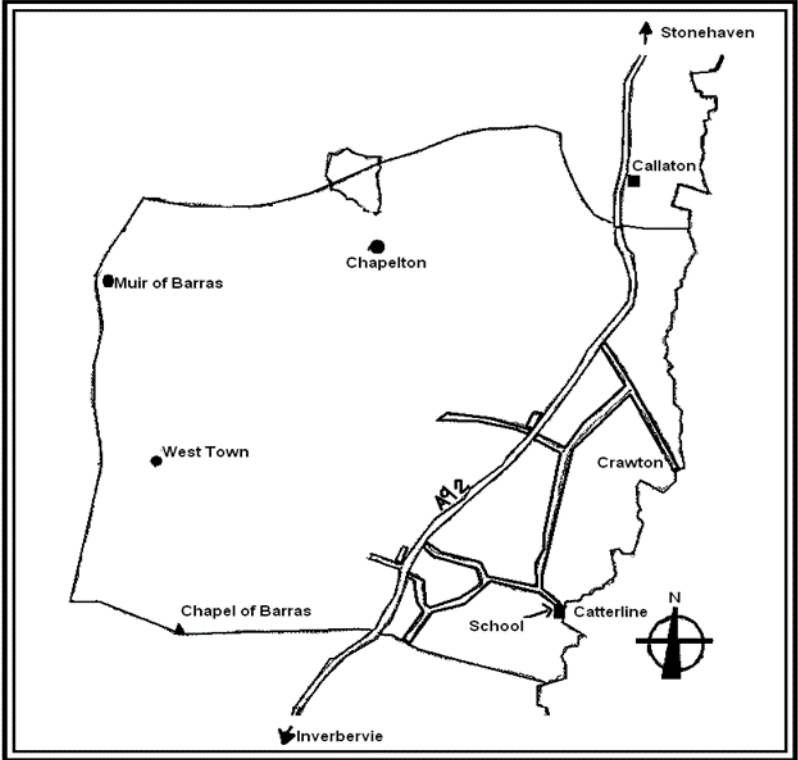 Stonehaven
Callaton
Chapelton
Muir of Barras
West Town
Crawton
A92
N
Chapel of Barras
Catterline
School
Inverbervie